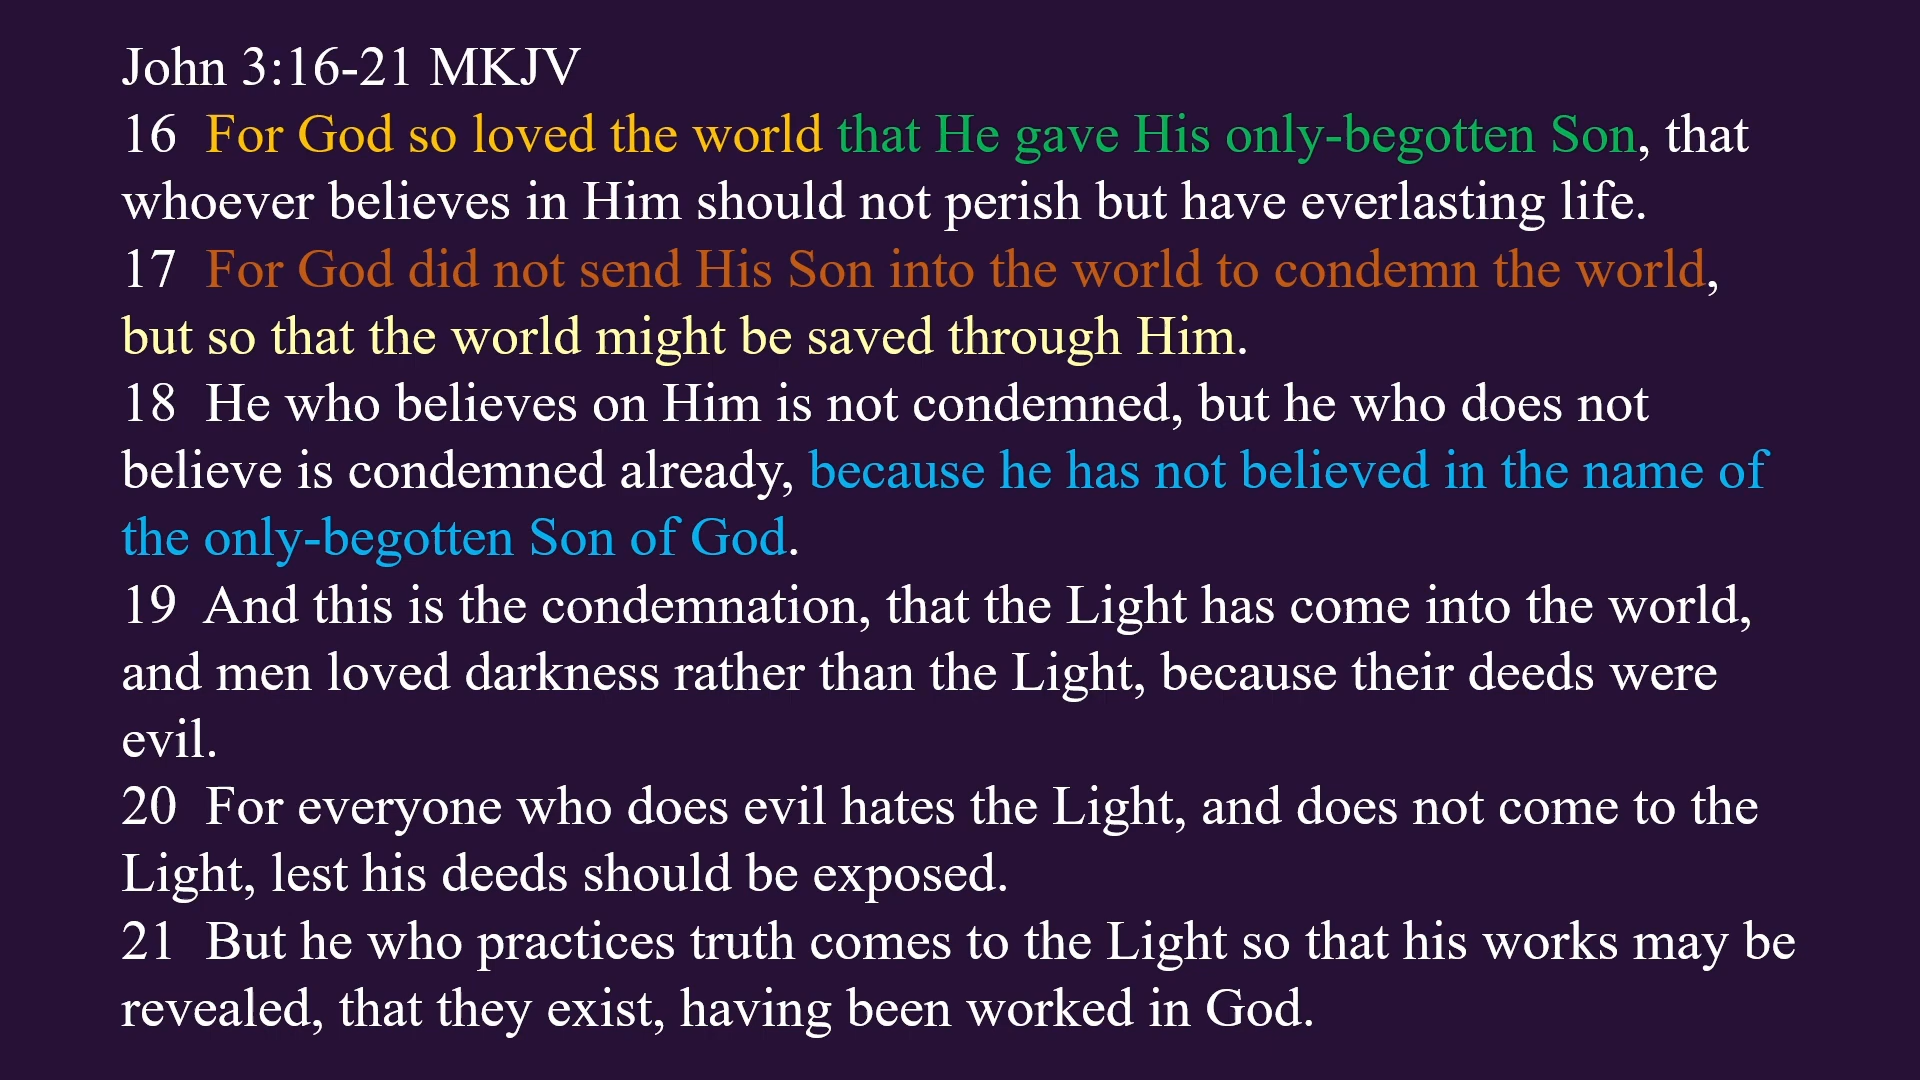 John 3:16-21 MKJV
16  For God so loved the world that He gave His only-begotten Son, that
whoever believes in Him should not perish but have everlasting life.
17  For God did not send His Son into the world to condemn the world,
but so that the world might be saved through Him.
18  He who believes on Him is not condemned, but he who does not
believe is condemned already, because he has not believed in the name of
the only-begotten Son of God.
19  And this is the condemnation, that the Light has come into the world,
and men loved darkness rather than the Light, because their deeds were
evil.
20  For everyone who does evil hates the Light, and does not come to the
Light, lest his deeds should be exposed.
21  But he who practices truth comes to the Light so that his works may be
revealed, that they exist, having been worked in God.